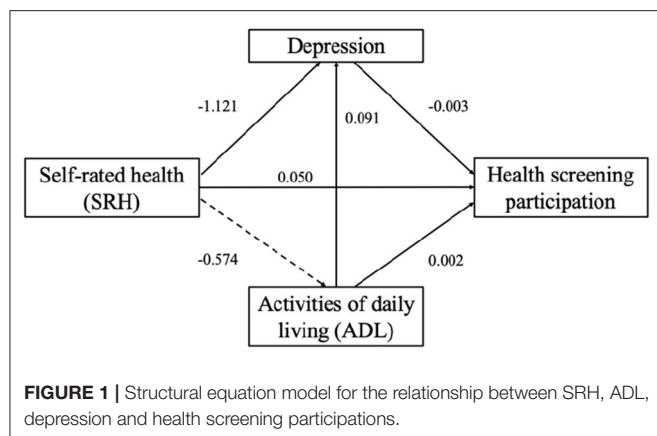 Depression
-1.121
0.091
-0.003
Self-rated health
(SRH)
0.050
Health screening
participation
-0.574
0.002
Activities of daily
living (ADL)
FIGURE 1 | Structural equation model for the relationship between SRH, ADL,
depression and health screening participations.